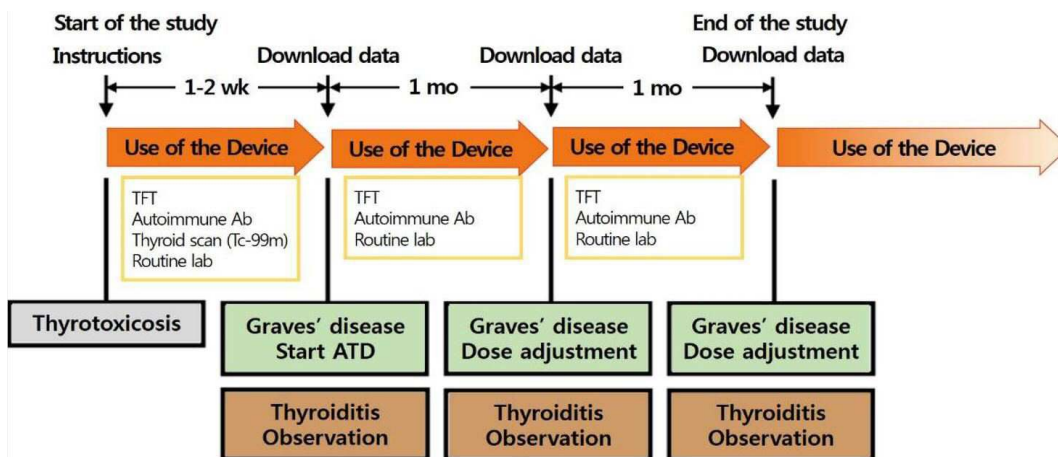 Start of the study
Instructions
Download data
Download data
End of the study
Download data
1-2 wk
1 mo
1 mo
Use of the Device
Use of the Device
Use of the Device
Use of the Device
TFT
Autoimmune Ab
Thyroid scan (Tc-99m)
Routine lab
TFT
Autoimmune Ab
Routine lab
TFT
Autoimmune Ab
Routine lab
Thyrotoxicosis
Graves' disease
Start ATD
Graves' disease
Dose adjustment
Graves' disease
Dose adjustment
Thyroiditis
Observation
Thyroiditis
Observation
Thyroiditis
Observation